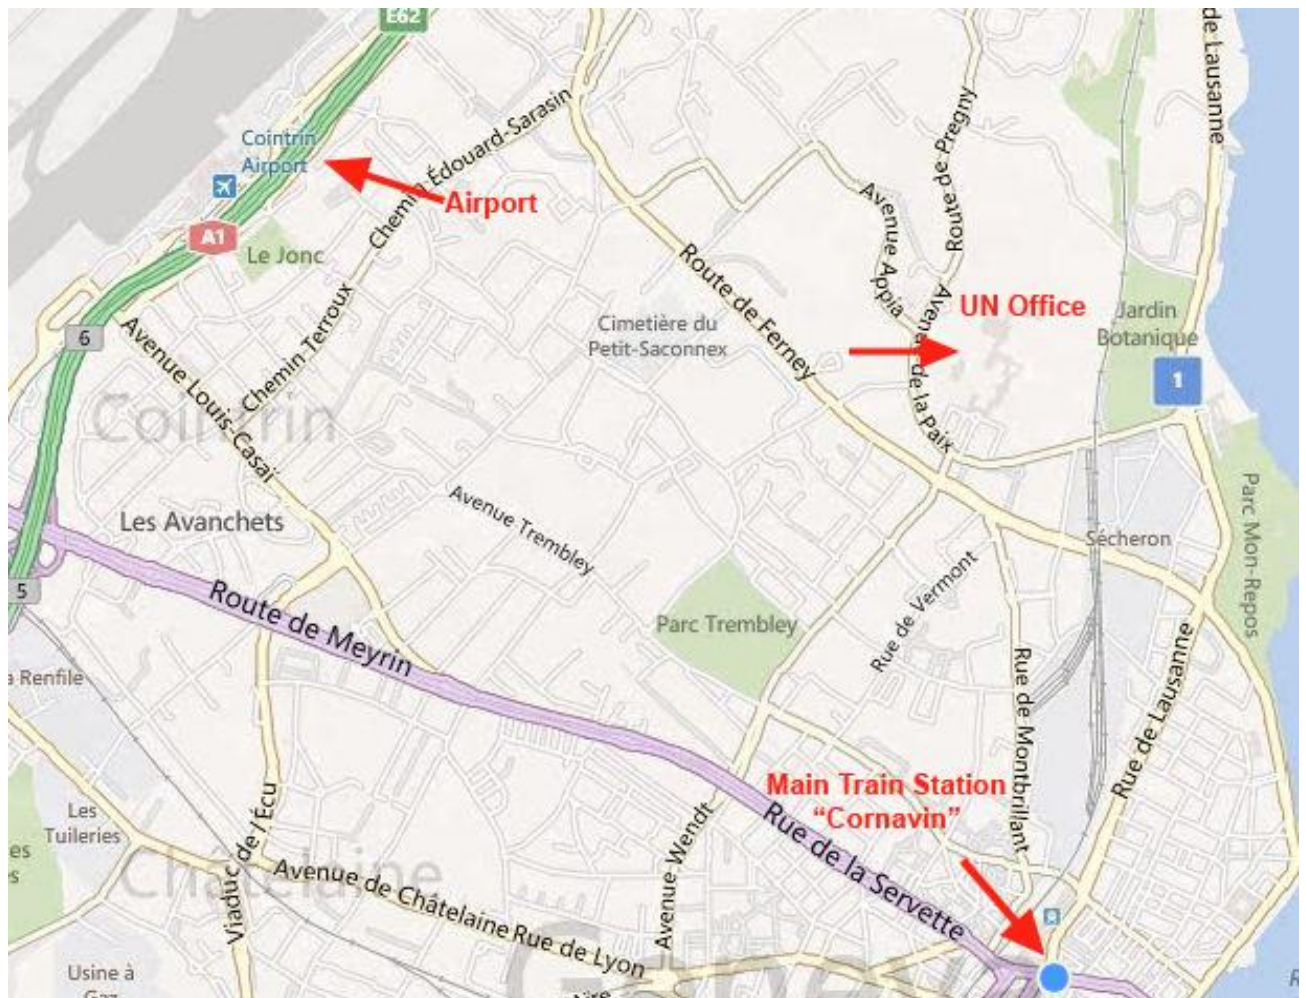 E62
de Lausanne
Cointrin
Airport
Chemin Édouard-Sarasin
Route de Pregny
Airport
A1
Le Jonc
Avenue Appia
Route de Ferney
UN Office
Jardin
Botanique
Cimetière du
Petit-Saconnex
Avenue de la Paix
6
Avenue Louis-Casaï
Chemin Terroux
1
Cointrin
Avenue Trembley
Les Avanchets
Parc Mon-Repos
Sécheron
5
Route de Meyrin
Rue de Vermont
Parc Trembley
Rue de Montbrillant
Rue de Lausanne
Renfile
Main Train Station
“Cornavin”
Les
Tuileries
Viaduc de l'Écu
Avenue Wendt
Rue de la Servette
es
s
Châtelaine
Avenue de Châtelaine
Rue de Lyon
Usine à
Gaz